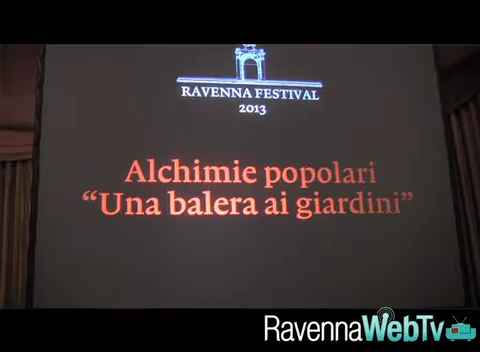 RAVENNA FESTIVAL
2013
Alchimie popolari
“Una balera ai giardini”
RavennaWebTv